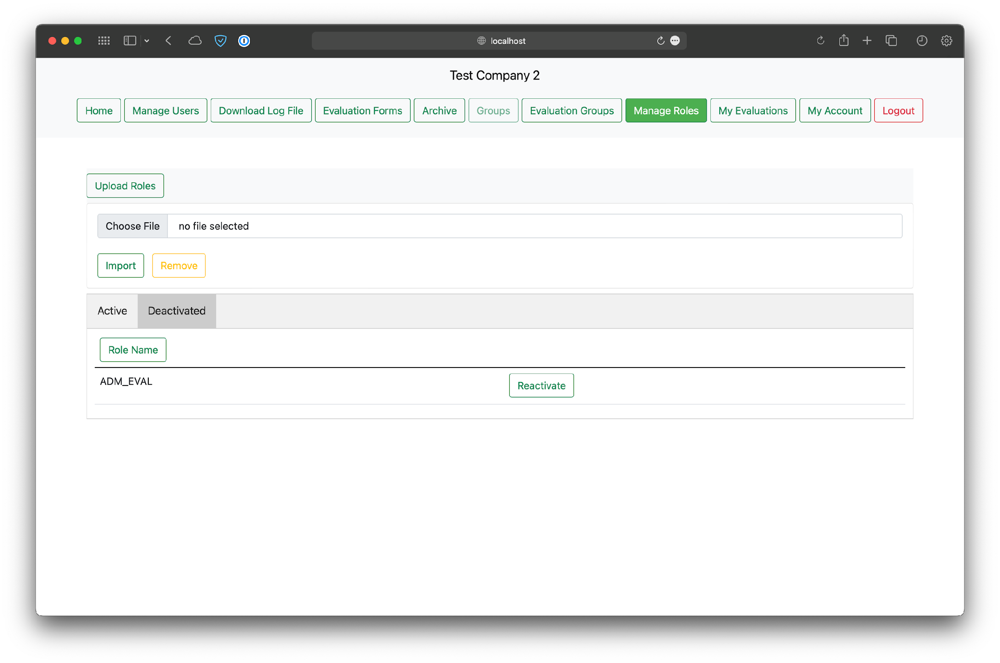 localhost
Test Company 2
Home Manage Users Download Log File Evaluation Forms Archive Groups Evaluation Groups Manage Roles My Evaluations My Account Logout
Upload Roles
Choose File no file selected
Import Remove
Active Deactivated
Role Name
ADM_EVAL Reactivate